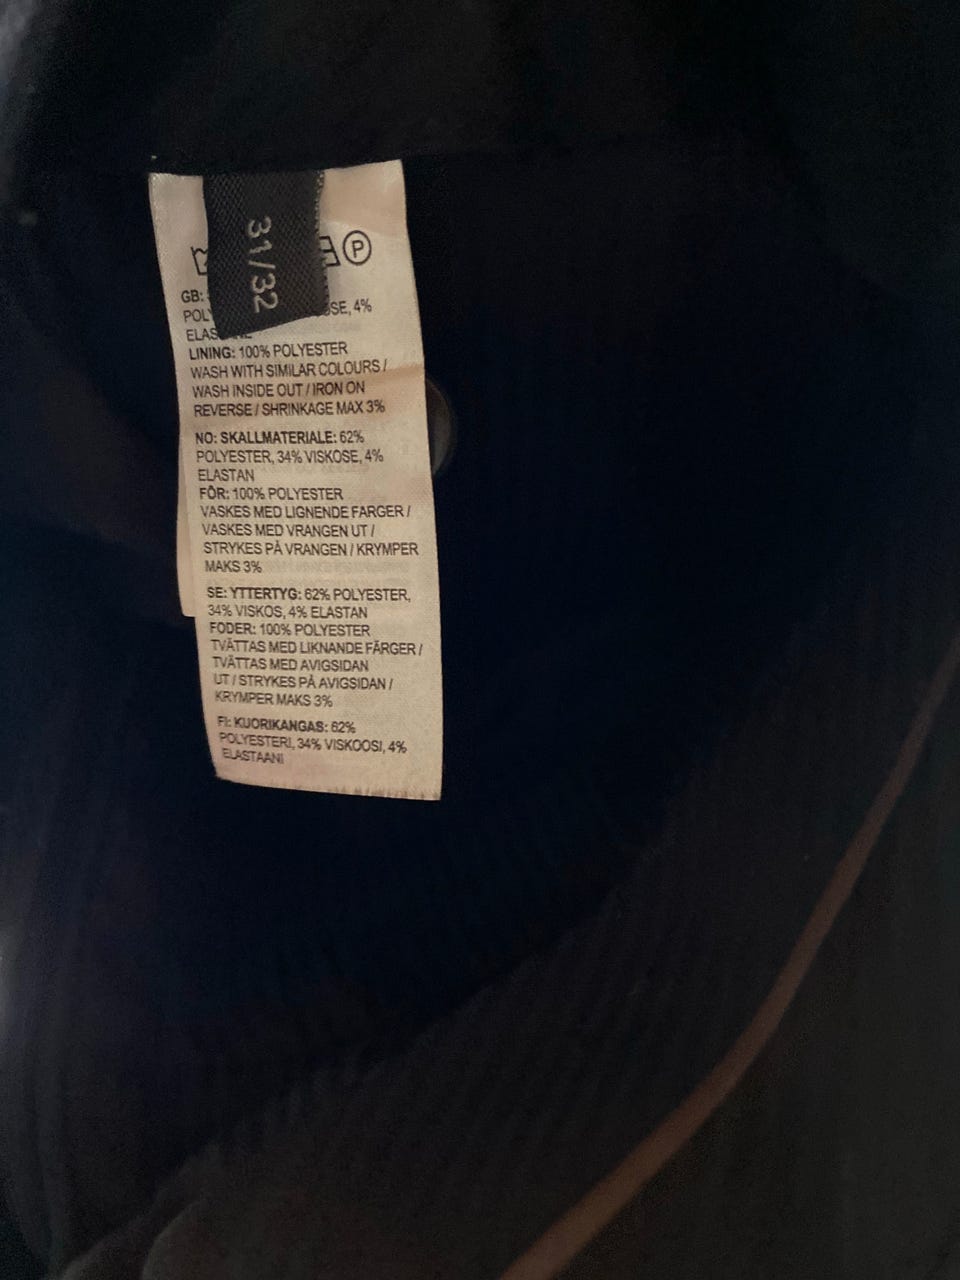 31/32
P
GB:
LINING: 100% POLYESTER
WASH WITH SIMILAR COLOURS /
WASH INSIDE OUT / IRON ON
REVERSE / SHRINKAGE MAX 3%
NO: SKALLMATERIALE: 62%
POLYESTER, 34% VISKOSE, 4%
ELASTAN
FÔR: 100% POLYESTER
VASKES MED LIGNENDE FARGER /
VASKES MED VRANGEN UT /
STRYKES PÅ VRANGEN / KRYMPER
MAKS 3%
SE: YTTERTYG: 62% POLYESTER,
34% VISKOS, 4% ELASTAN
FODER: 100% POLYESTER
TVÄTTAS MED LIKNANDE FÄRGER /
TVÄTTAS MED AVIGSIDAN
UT / STRYKES PÅ AVIGSIDAN /
KRYMPER MAKS 3%
FI: KUORIKANGAS: 62%
POLYESTERI, 34% VISKOOSI, 4%
ELASTAANI